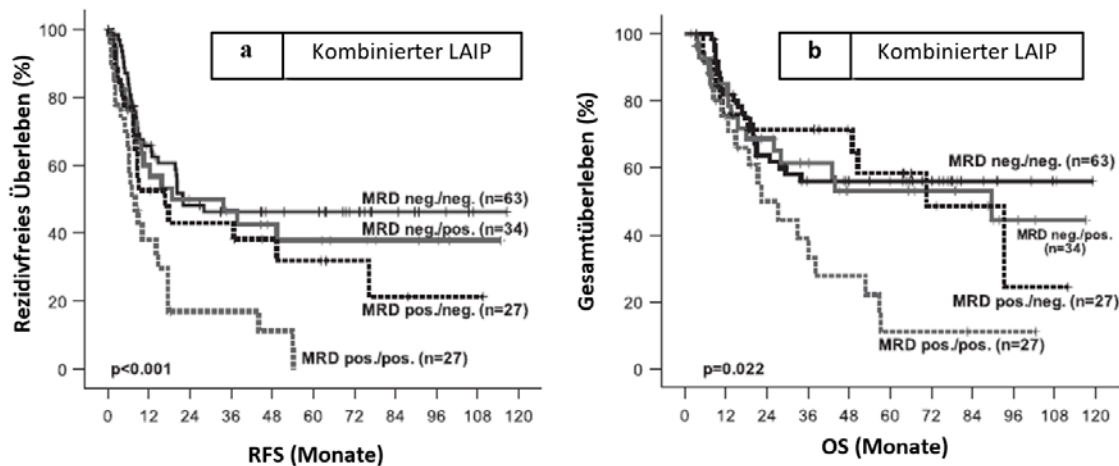 a Kombinierter LAIP
Rezidivfreies Überleben (%)
100
80
60
40
20
0
MRD neg./neg. (n=63)
MRD neg./pos. (n=34)
MRD pos./neg. (n=27)
MRD pos./pos. (n=27)
p<0.001
0 12 24 36 48 60 72 84 96 108 120
RFS (Monate)
b Kombinierter LAIP
Gesamtüberleben (%)
100
80
60
40
20
0
MRD neg./neg. (n=63)
MRD neg./pos.
(n=34)
MRD pos./neg. (n=27)
MRD pos./pos. (n=27)
p=0.022
0 12 24 36 48 60 72 84 96 108 120
OS (Monate)